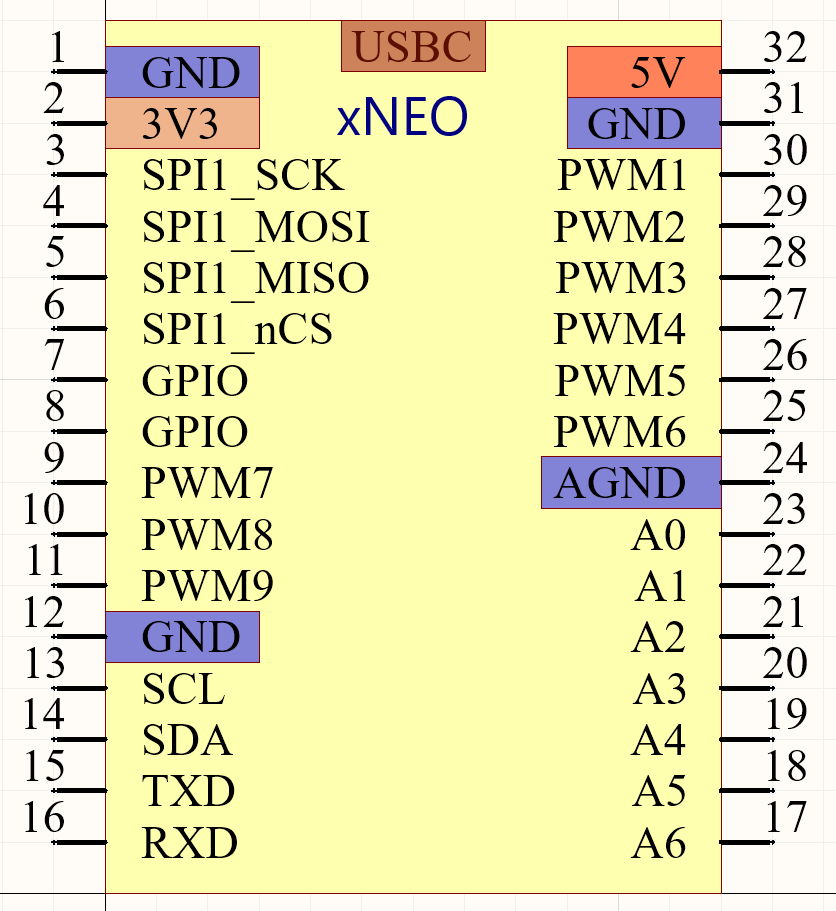 USBC
xNEO
1 GND 5V 32
2 3V3 GND 31
3 SPI1_SCK PWM1 30
4 SPI1_MOSI PWM2 29
5 SPI1_MISO PWM3 28
6 SPI1_nCS PWM4 27
7 GPIO PWM5 26
8 GPIO PWM6 25
9 PWM7 AGND 24
10 PWM8 A0 23
11 PWM9 A1 22
12 GND A2 21
13 SCL A3 20
14 SDA A4 19
15 TXD A5 18
16 RXD A6 17